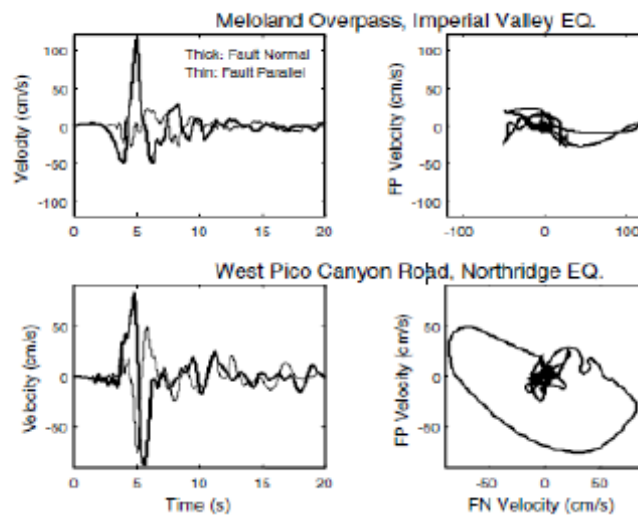 Meloland Overpass, Imperial Valley EQ.
Thick: Fault Normal
Thin: Fault Parallel
Velocity (cm/s)
100
50
0
-50
-100
0 5 10 15 20
FP Velocity (cm/s)
100
50
0
-50
-100
-100 0 100
West Pico Canyon Road, Northridge EQ.
Velocity (cm/s)
50
0
-50
0 5 10 15 20
Time (s)
FP Velocity (cm/s)
50
0
-50
-50 0 50
FN Velocity (cm/s)